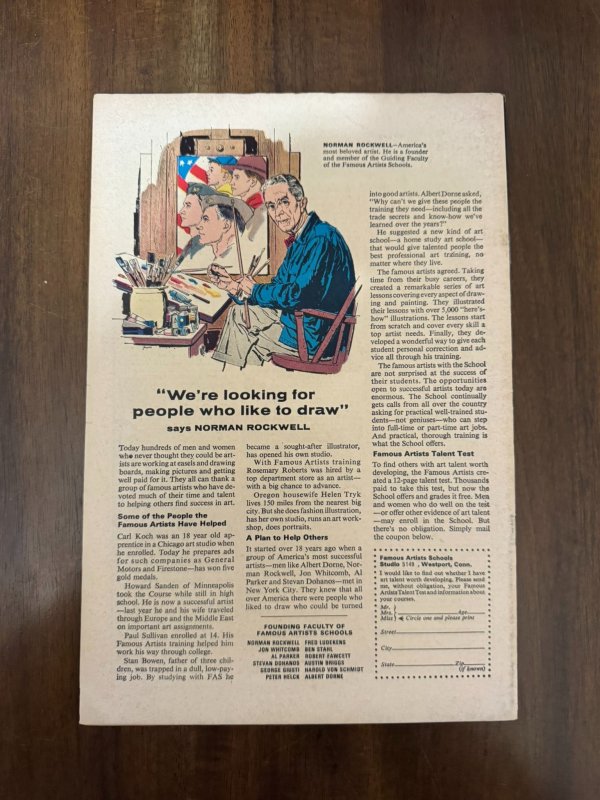 NORMAN ROCKWELL—America's
most beloved artist. He is a founder
and member of the Guiding Faculty
of the Famous Artists Schools.
"We're looking for
people who like to draw"
says NORMAN ROCKWELL
Today hundreds of men and women
who never thought they could be art-
ists are working at easels and drawing
boards, making pictures and getting
well paid for it. They all can thank a
group of famous artists who have de-
voted much of their time and talent
to helping others find success in art.
Some of the People the
Famous Artists Have Helped
Carl Koch was an 18 year old ap-
prentice in a Chicago art studio when
he enrolled. Today he prepares ads
for such companies as General
Motors and Firestone—has won five
gold medals.
Howard Sanden of Minneapolis
took the Course while still in high
school. He is now a successful artist
—last year he and his wife traveled
through Europe and the Middle East
on important art assignments.
Paul Sullivan enrolled at 14. His
Famous Artists training helped him
work his way through college.
Stan Bowen, father of three chil-
dren, was trapped in a dull, low-pay-
ing job. By studying with FAS he
became a sought-after illustrator,
has opened his own studio.
With Famous Artists training
Rosemary Roberts was hired by a
top department store as an artist—
with a big chance to advance.
Oregon housewife Helen Tryk
lives 150 miles from the nearest big
city. But she does fashion illustration,
has her own studio, runs an art work-
shop, does portraits.
A Plan to Help Others
It started over 18 years ago when a
group of America's most successful
artists—men like Albert Dorne, Nor-
man Rockwell, Jon Whitcomb, Al
Parker and Stevan Dohanos—met in
New York City. They knew that all
over America there were people who
liked to draw who could be turned
FOUNDING FACULTY OF
FAMOUS ARTISTS SCHOOLS
NORMAN ROCKWELL FRED LUDEKENS
JON WHITCOMB BEN STAHL
AL PARKER ROBERT FAWCETT
STEVAN DOHANOS AUSTIN BRIGGS
GEORGE GIUSTI HAROLD VON SCHMIDT
PETER HELCK ALBERT DORNE
into good artists. Albert Dorne asked,
"Why can't we give these people the
training they need—including all the
trade secrets and know-how we've
learned over the years?"
He suggested a new kind of art
school—a home study art school—
that would give talented people the
best professional art training, no
matter where they live.
The famous artists agreed. Taking
time from their busy careers, they
created a remarkable series of art
lessons covering every aspect of draw-
ing and painting. They illustrated
their lessons with over 5,000 "here's-
how" illustrations. The lessons start
from scratch and cover every skill a
top artist needs. Finally, they de-
veloped a wonderful way to give each
student personal correction and ad-
vice all through his training.
The famous artists with the School
are not surprised at the success of
their students. The opportunities
open to successful artists today are
enormous. The School continually
gets calls from all over the country
asking for practical well-trained stu-
dents—not geniuses—who can step
into full-time or part-time art jobs.
And practical, thorough training is
what the School offers.
Famous Artists Talent Test
To find others with art talent worth
developing, the Famous Artists cre-
ated a 12-page talent test. Thousands
paid to take this test, but now the
School offers and grades it free. Men
and women who do well on the test
—or offer other evidence of art talent
—may enroll in the School. But
there's no obligation. Simply mail
the coupon below.
Famous Artists Schools
Studio 5149, Westport, Conn.
I would like to find out whether I have
art talent worth developing. Please send
me, without obligation, your Famous
Artists Talent Test and information about
your courses.
Mr.
Mrs. Age
Miss Circle one and please print
Street
City
State Zip
(if known)